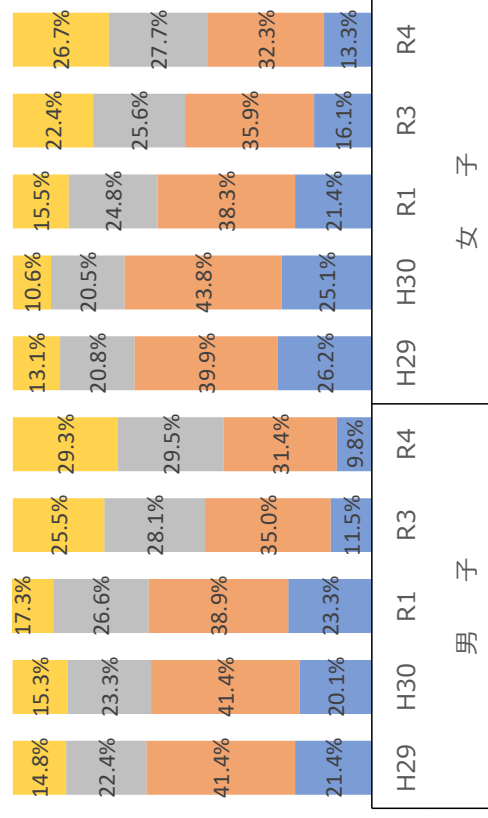 26.7% 27.7% 32.3% 13.3% R4
22.4% 25.6% 35.9% 16.1% R3
15.5% 24.8% 38.3% 21.4% R1
10.6% 20.5% 43.8% 25.1% H30
13.1% 20.8% 39.9% 26.2% H29
女子
29.3% 29.5% 31.4% 9.8% R4
25.5% 28.1% 35.0% 11.5% R3
17.3% 26.6% 38.9% 23.3% R1
15.3% 23.3% 41.4% 20.1% H30
14.8% 22.4% 41.4% 21.4% H29
男子